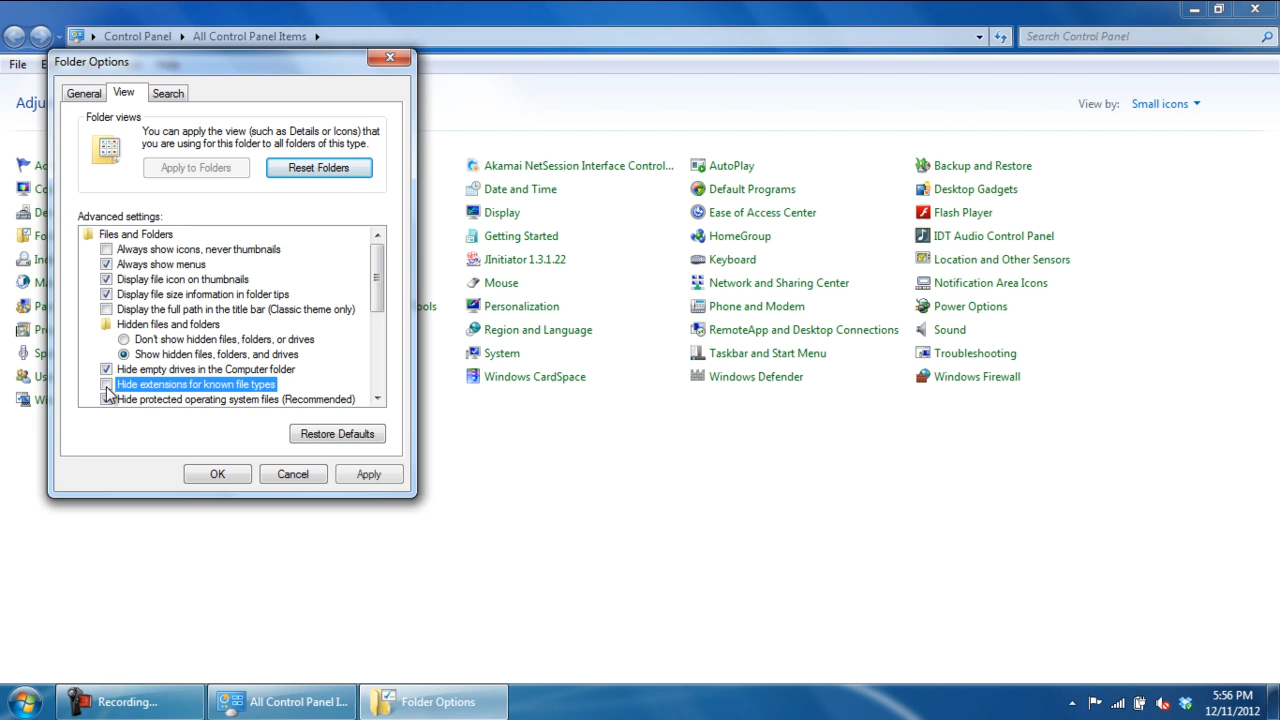 Control Panel
All Control Panel Items
Search Control Panel
File
Folder Options
General
View
Search
Folder views
You can apply the view (such as Details or Icons) that
you are using for this folder to all folders of this type.
Apply to Folders
Reset Folders
Advanced settings:
Files and Folders
Always show icons, never thumbnails
Always show menus
Display file icon on thumbnails
Display file size information in folder tips
Display the full path in the title bar (Classic theme only)
Hidden files and folders
Don't show hidden files, folders, or drives
Show hidden files, folders, and drives
Hide empty drives in the Computer folder
Hide extensions for known file types
Hide protected operating system files (Recommended)
Restore Defaults
OK
Cancel
Apply
View by:
Small icons
Akamai NetSession Interface Control...
AutoPlay
Backup and Restore
Date and Time
Default Programs
Desktop Gadgets
Display
Ease of Access Center
Flash Player
Getting Started
HomeGroup
IDT Audio Control Panel
JInitiator 1.3.1.22
Keyboard
Location and Other Sensors
Mouse
Network and Sharing Center
Notification Area Icons
Personalization
Phone and Modem
Power Options
Region and Language
RemoteApp and Desktop Connections
Sound
System
Taskbar and Start Menu
Troubleshooting
Windows CardSpace
Windows Defender
Windows Firewall
Recording...
All Control Panel I...
Folder Options
5:56 PM
12/11/2012